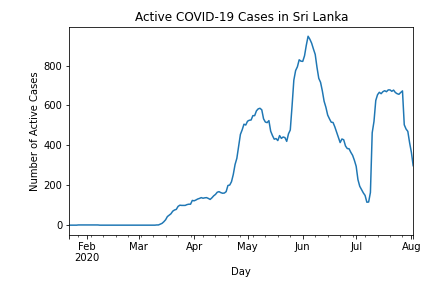 Active COVID-19 Cases in Sri Lanka
Number of Active Cases
800
600
400
200
0
Feb Mar Apr May Jun Jul Aug
2020
Day